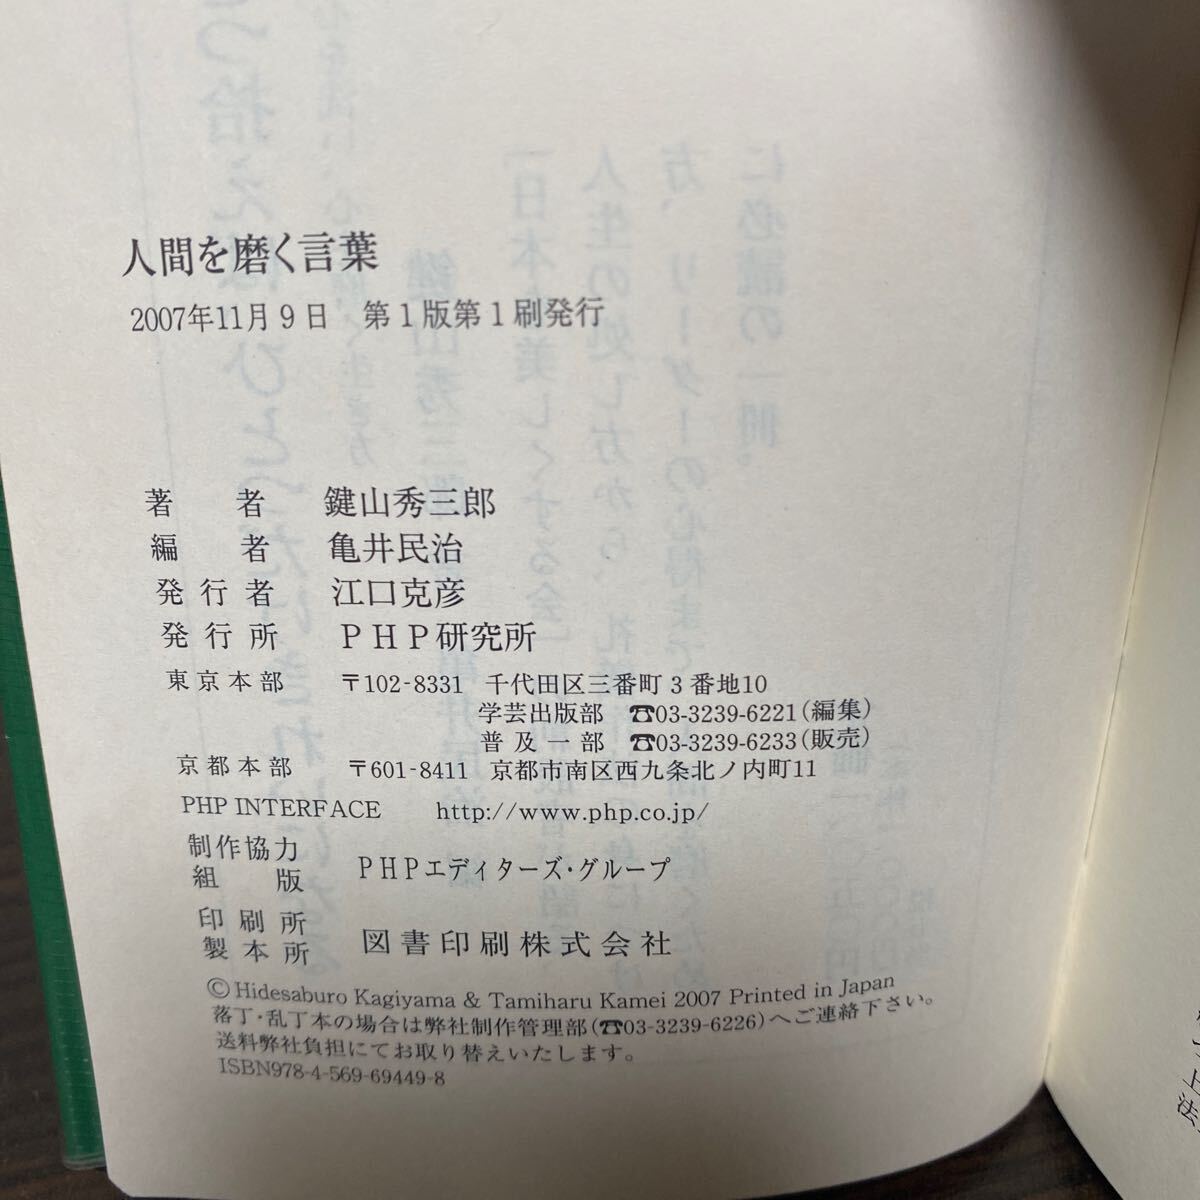 人間を磨く言葉
2007年11月9日　第1版第1刷発行
著者　鍵山秀三郎
編者　亀井民治
発行者　江口克彦
発行所　PHP研究所
東京本部　〒102-8331　千代田区三番町3番地10
学芸出版部　☎03-3239-6221(編集)
普及一部　☎03-3239-6233(販売)
京都本部　〒601-8411　京都市南区西九条北ノ内町11
PHP INTERFACE　http://www.php.co.jp/
制作協力
組版　PHPエディターズ・グループ
印刷所
製本所　図書印刷株式会社
© Hidesaburo Kagiyama & Tamiharu Kamei 2007 Printed in Japan
落丁・乱丁本の場合は弊社制作管理部(☎03-3239-6226)へご連絡下さい。
送料弊社負担にてお取り替えいたします。
ISBN978-4-569-69449-8